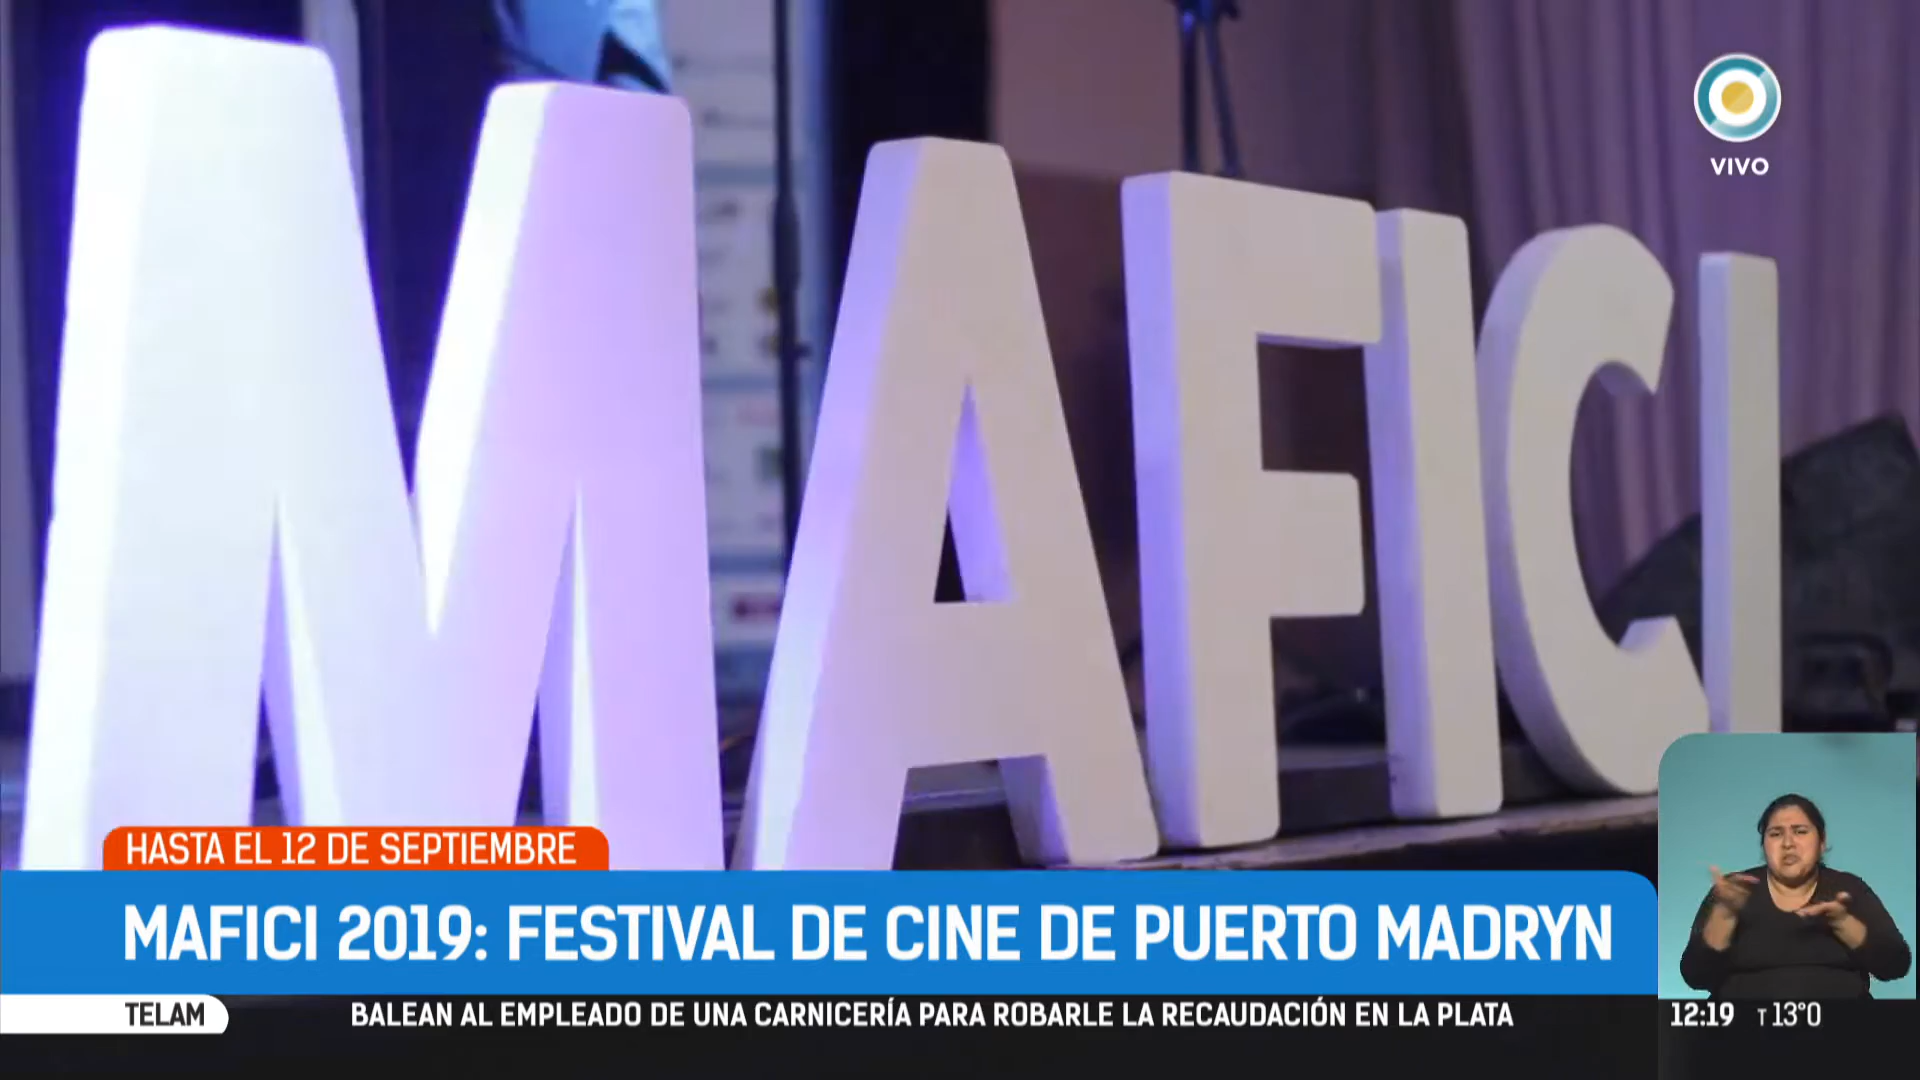 MAFICI
VIVO
HASTA EL 12 DE SEPTIEMBRE
MAFICI 2019: FESTIVAL DE CINE DE PUERTO MADRYN
TELAM BALEAN AL EMPLEADO DE UNA CARNICERÍA PARA ROBARLE LA RECAUDACIÓN EN LA PLATA 12:19 T 13°0